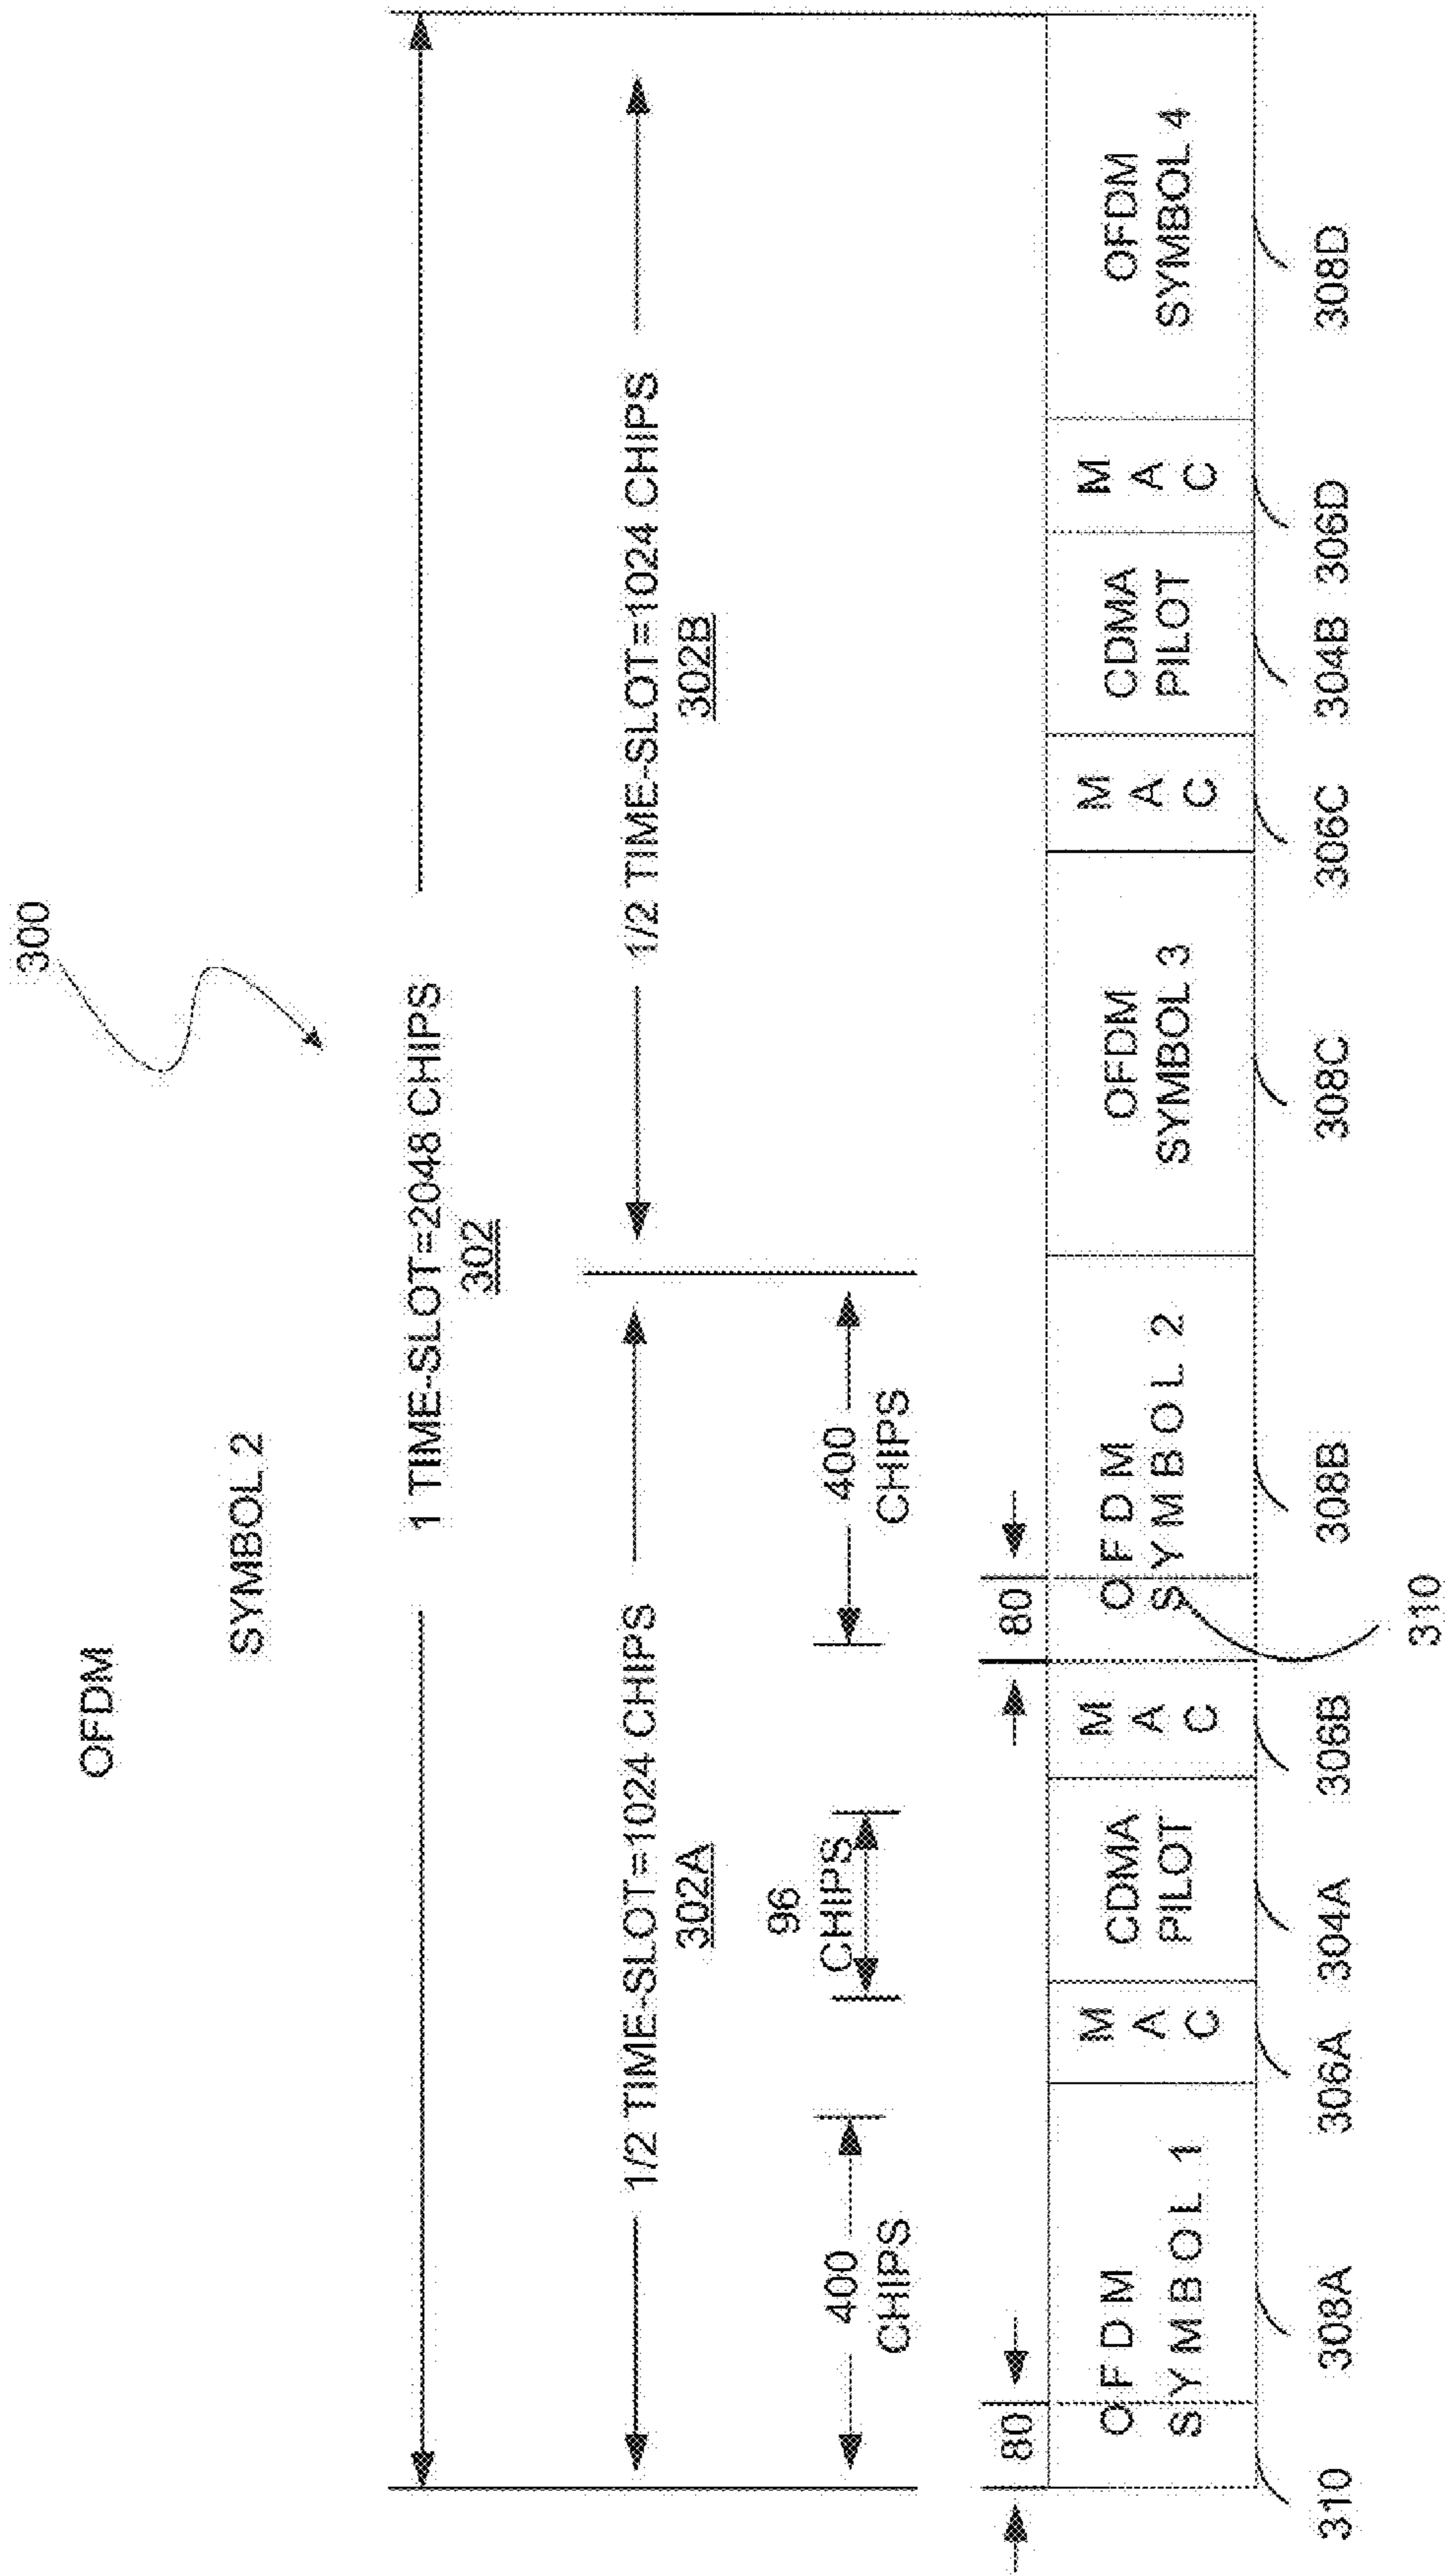 OFDM
SYMBOL 2
300
1 TIME-SLOT=2048 CHIPS
302
1/2 TIME-SLOT=1024 CHIPS
302A
1/2 TIME-SLOT=1024 CHIPS
302B
400
CHIPS
96
CHIPS
400
CHIPS
80
80
OFDM
SYMBOL 1
MAC
CDMA
PILOT
MAC
OFDM
SYMBOL 2
OFDM
SYMBOL 3
MAC
CDMA
PILOT
MAC
OFDM
SYMBOL 4
310
308A
306A
304A
306B
310
308B
308C
306C
304B
306D
308D